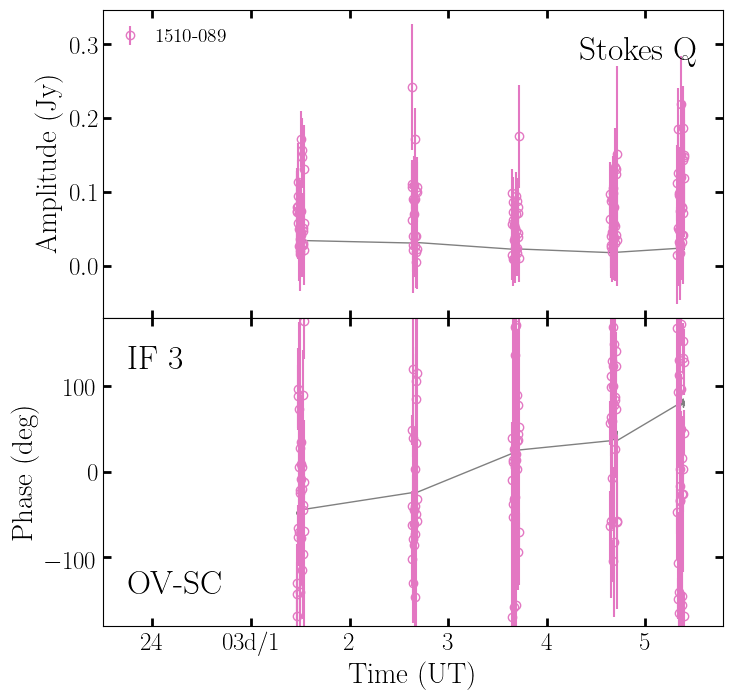 1510-089
Stokes Q
Amplitude (Jy)
0.3
0.2
0.1
0.0
IF 3
OV-SC
Phase (deg)
100
0
−100
24 03d/1 2 3 4 5
Time (UT)